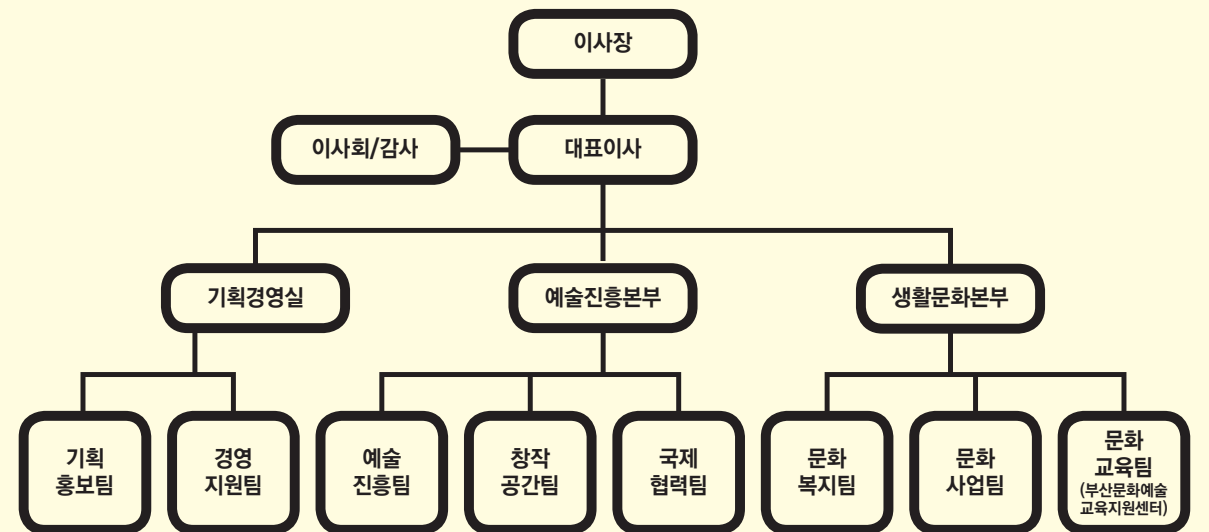 이사장
이사회/감사
대표이사
기획경영실
예술진흥본부
생활문화본부
기획
홍보팀
경영
지원팀
예술
진흥팀
창작
공간팀
국제
협력팀
문화
복지팀
문화
사업팀
문화
교육팀
(부산문화예술
교육지원센터)